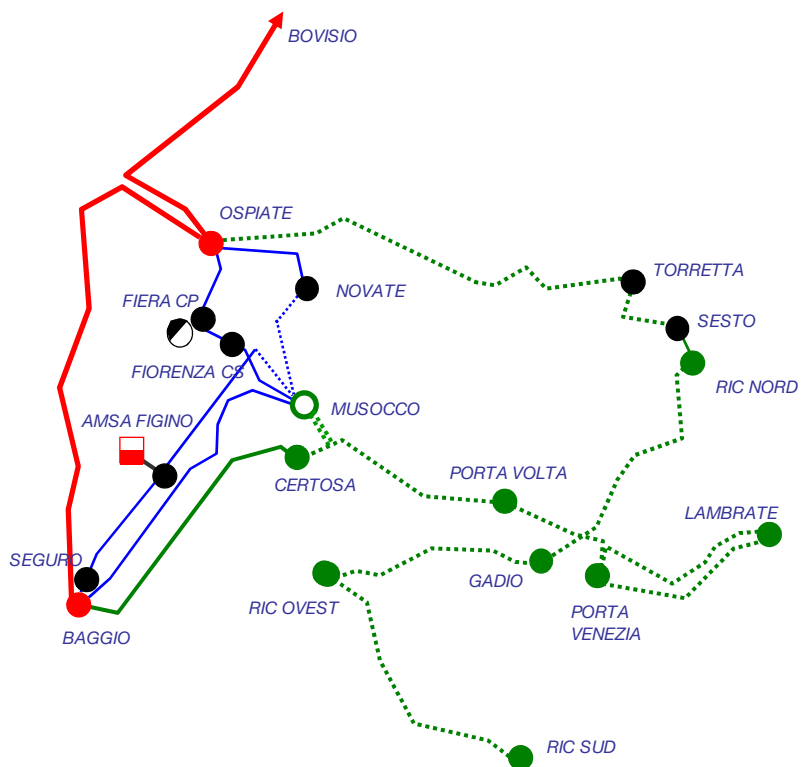 BOVISIO
OSPIATE
TORRETTA
FIERA CP
NOVATE
SESTO
FIORENZA CS
RIC NORD
AMSA FIGINO
MUSOCCO
CERTOSA
PORTA VOLTA
LAMBRATE
SEGURO
GADIO
RIC OVEST
PORTA
VENEZIA
BAGGIO
RIC SUD